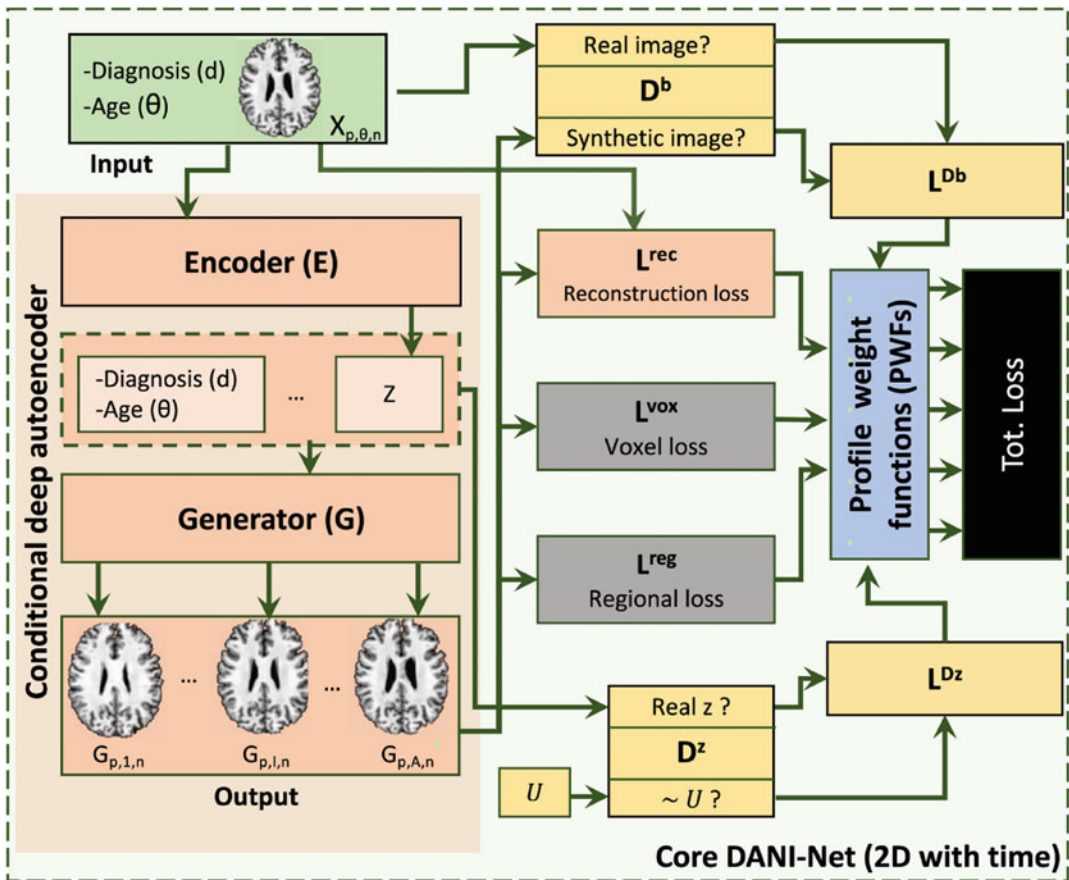 -Diagnosis (d)
-Age (θ)
X_{p,θ,n}
Input
Real image?
D^b
Synthetic image?
L^{Db}
Conditional deep autoencoder
Encoder (E)
L^{rec}
Reconstruction loss
Profile weight
functions (PWFs)
Tot. Loss
-Diagnosis (d)
-Age (θ)
...
Z
L^{vox}
Voxel loss
Generator (G)
L^{reg}
Regional loss
...
...
G_{p,1,n}
G_{p,I,n}
G_{p,A,n}
Output
Real z ?
D^z
~ U ?
U
L^{Dz}
Core DANI-Net (2D with time)